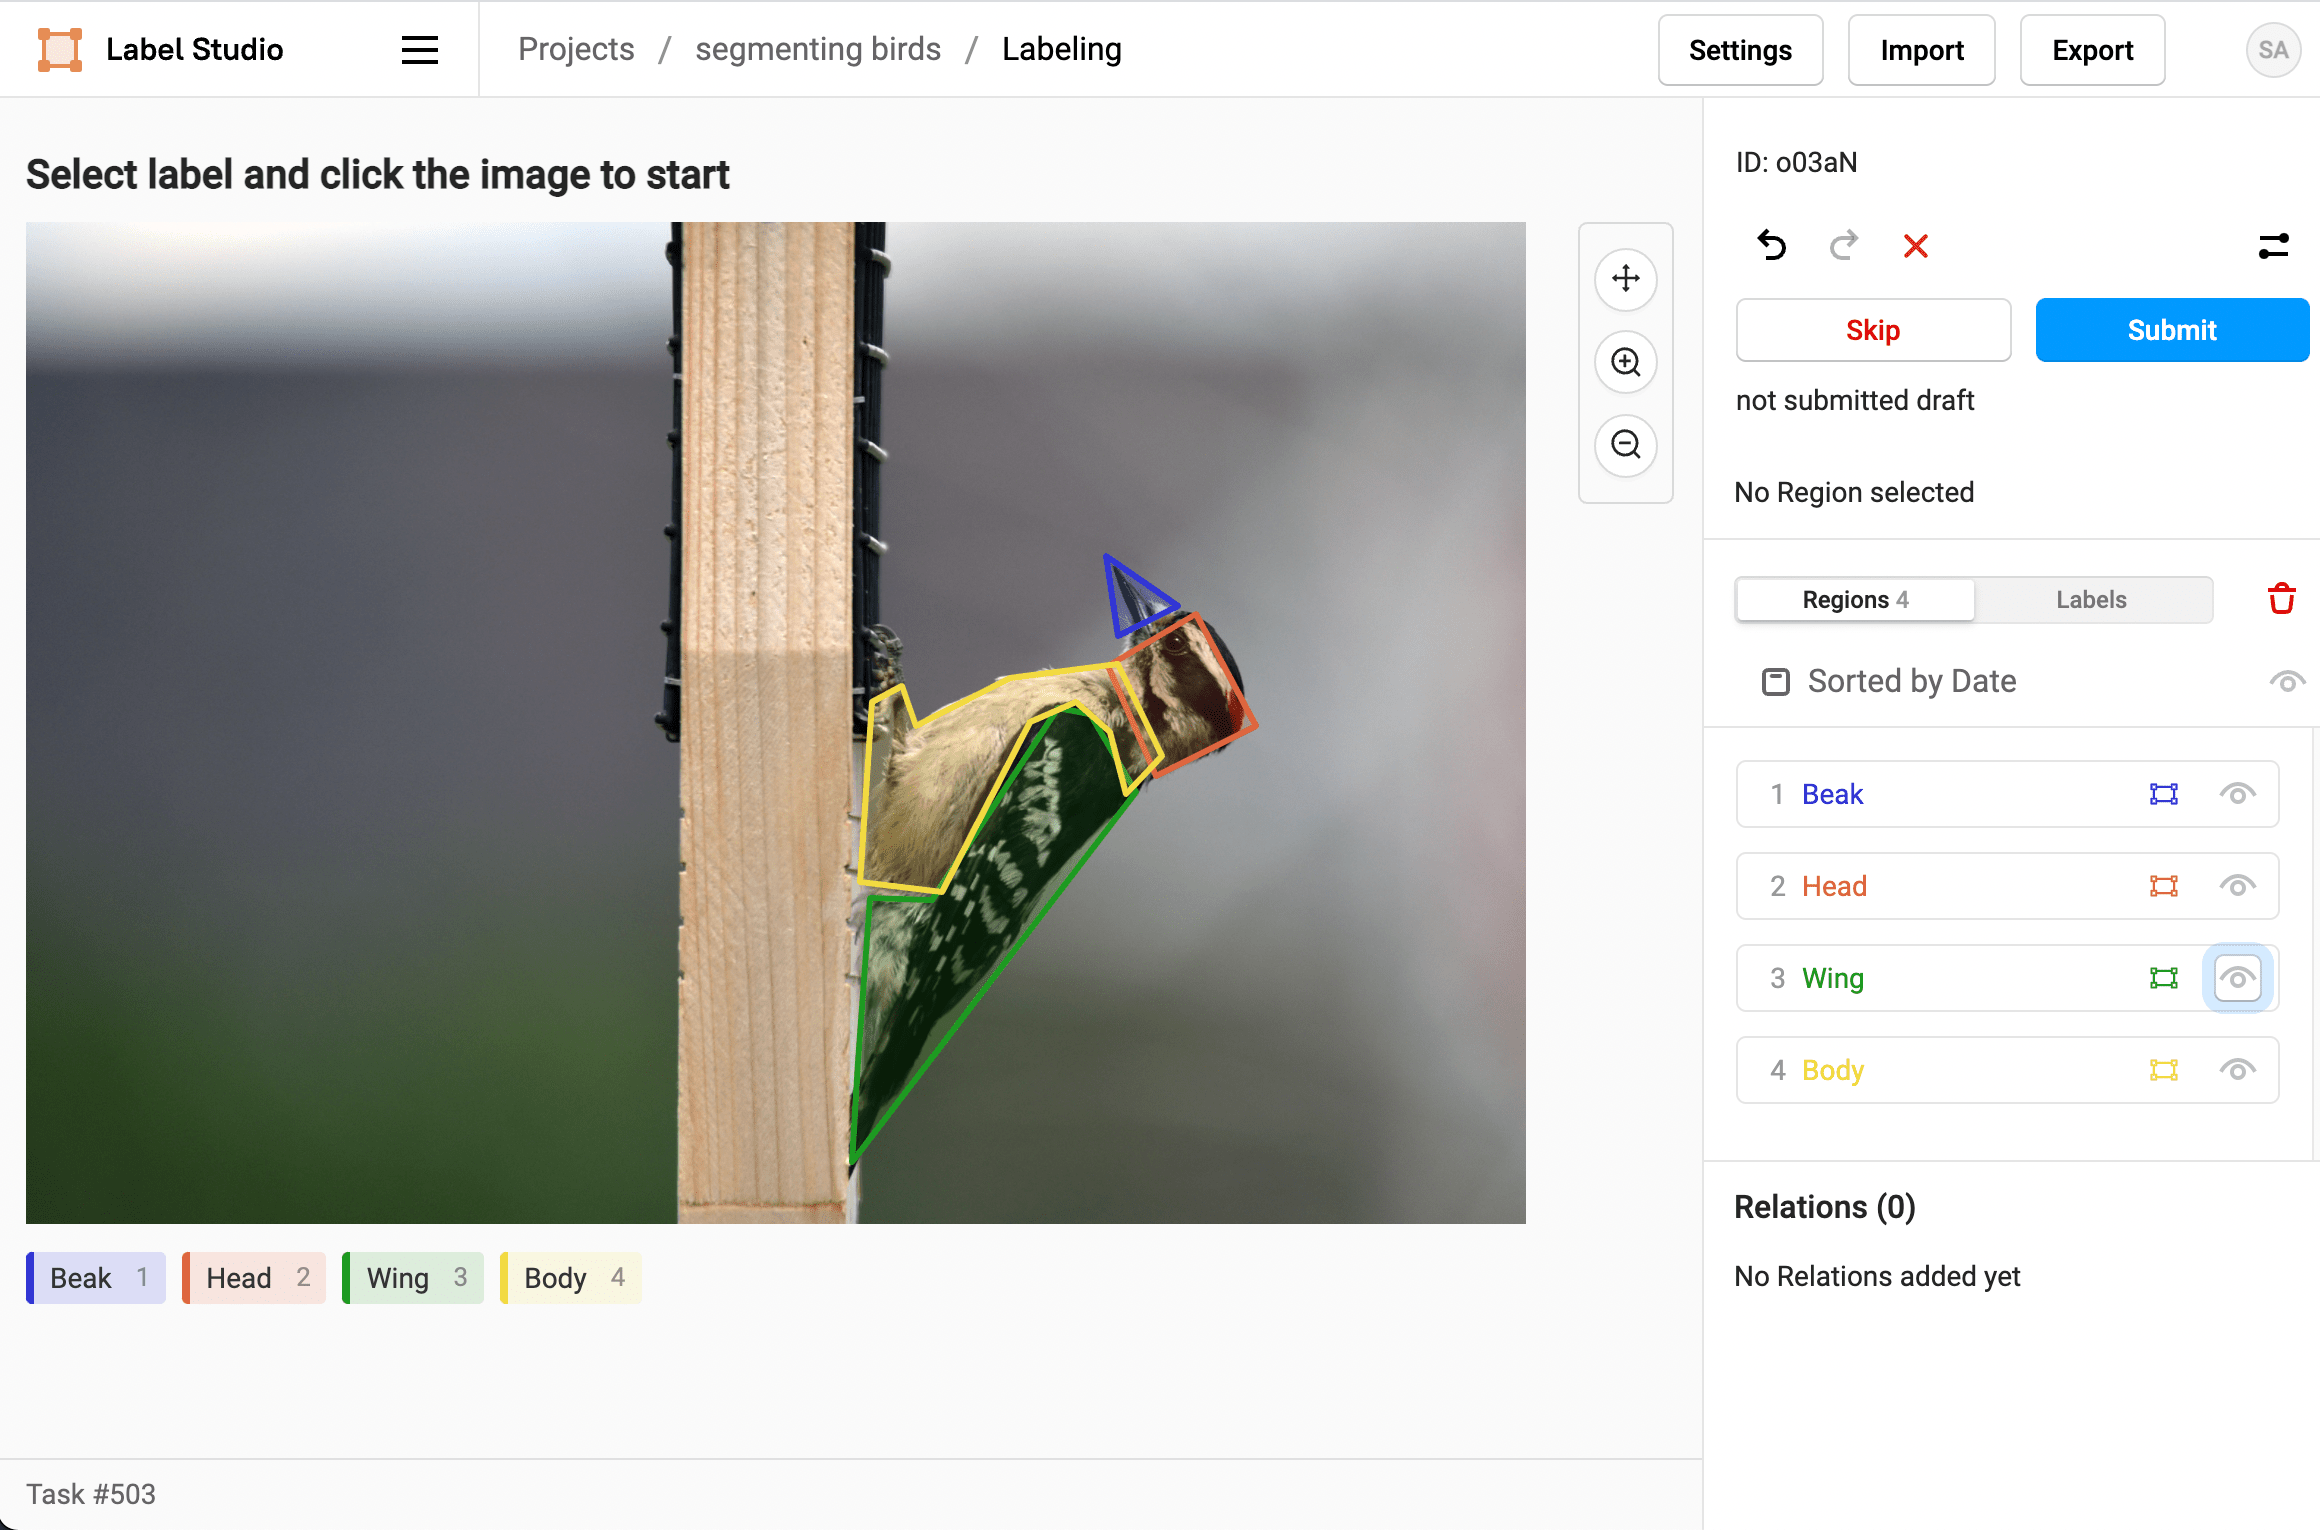 Label Studio
Projects / segmenting birds / Labeling
Settings
Import
Export
SA
Select label and click the image to start
ID: o03aN
Skip
Submit
not submitted draft
No Region selected
Regions 4
Labels
Sorted by Date
1 Beak
2 Head
3 Wing
4 Body
Relations (0)
No Relations added yet
Beak 1
Head 2
Wing 3
Body 4
Task #503